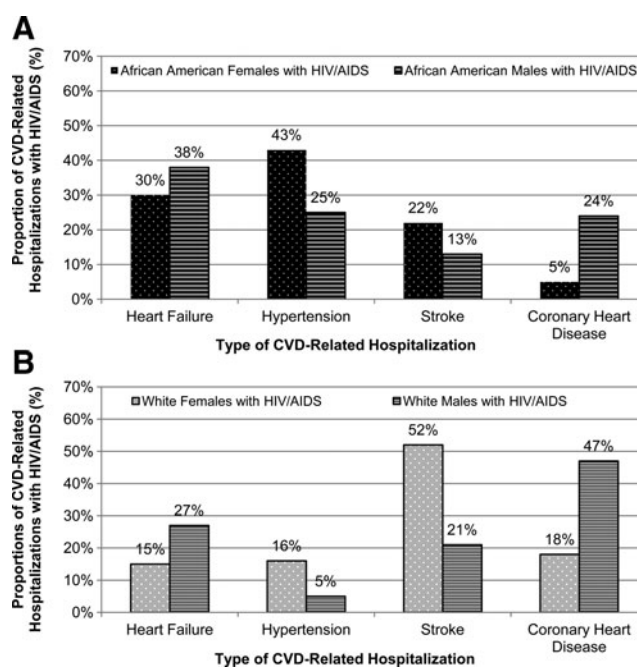 A
Proportion of CVD-Related
Hospitalizations with HIV/AIDS (%)
70%
60%
50%
40%
30%
20%
10%
0%
African American Females with HIV/AIDS
African American Males with HIV/AIDS
30%
38%
43%
25%
22%
13%
5%
24%
Heart Failure
Hypertension
Stroke
Coronary Heart
Disease
Type of CVD-Related Hospitalization
B
Proportions of CVD-Related
Hospitalizations with HIV/AIDS (%)
70%
60%
50%
40%
30%
20%
10%
0%
White Females with HIV/AIDS
White Males with HIV/AIDS
15%
27%
16%
5%
52%
21%
18%
47%
Heart Failure
Hypertension
Stroke
Coronary Heart
Disease
Type of CVD-Related Hospitalization